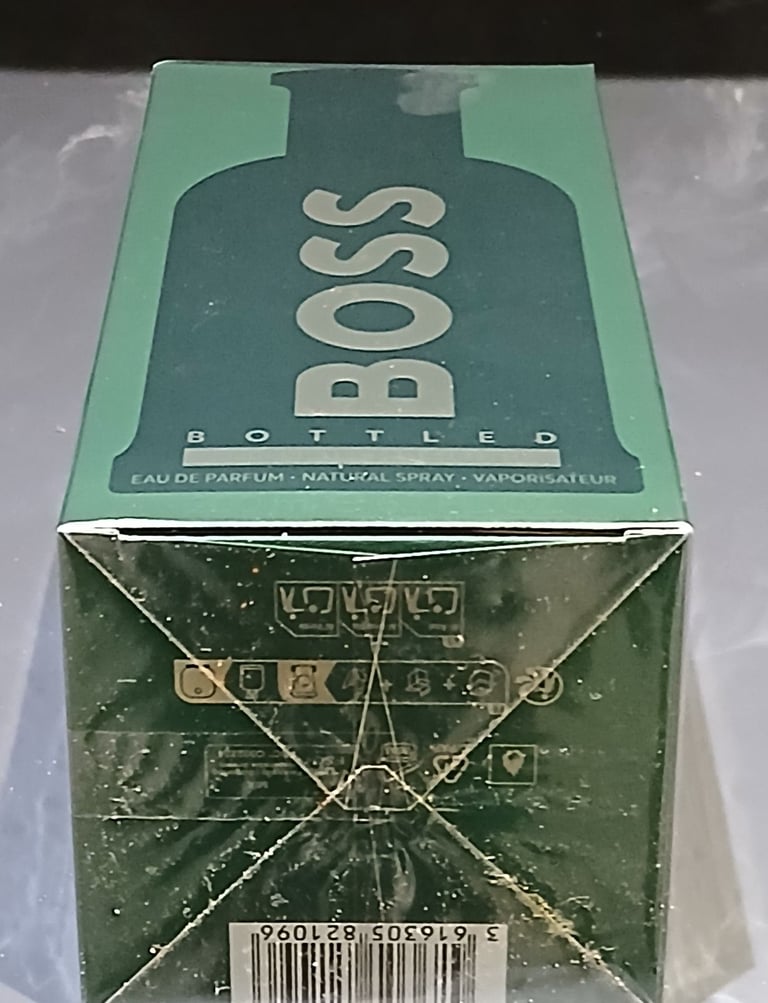 BOSS
BOTTLED
EAU DE PARFUM · NATURAL SPRAY · VAPORISATEUR
3 616305 821096